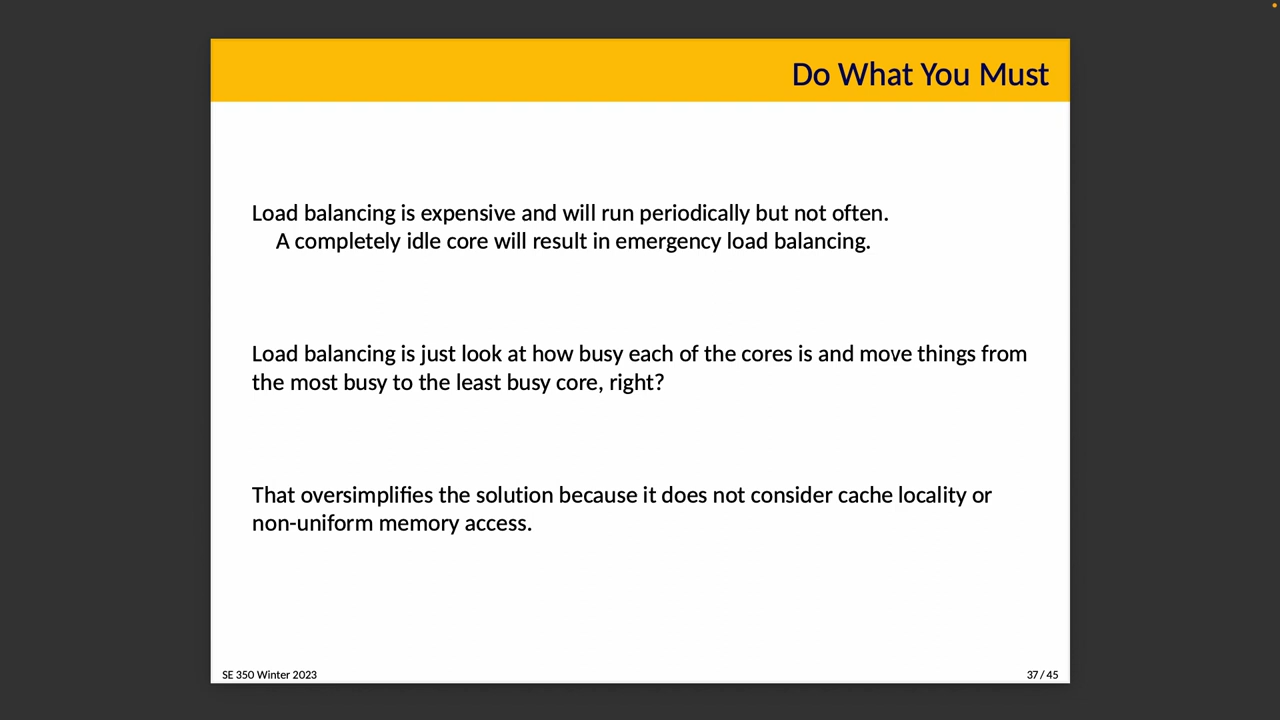 Do What You Must
Load balancing is expensive and will run periodically but not often.
A completely idle core will result in emergency load balancing.
Load balancing is just look at how busy each of the cores is and move things from
the most busy to the least busy core, right?
That oversimplifies the solution because it does not consider cache locality or
non-uniform memory access.
SE 350 Winter 2023
37 / 45